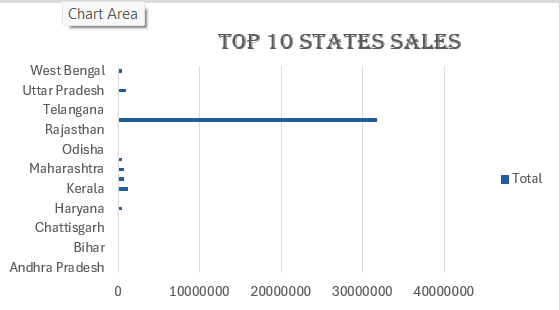 Chart Area
TOP 10 STATES SALES
West Bengal
Uttar Pradesh
Telangana
Rajasthan
Odisha
Maharashtra
Kerala
Haryana
Chattisgarh
Bihar
Andhra Pradesh
Total
0 10000000 20000000 30000000 40000000